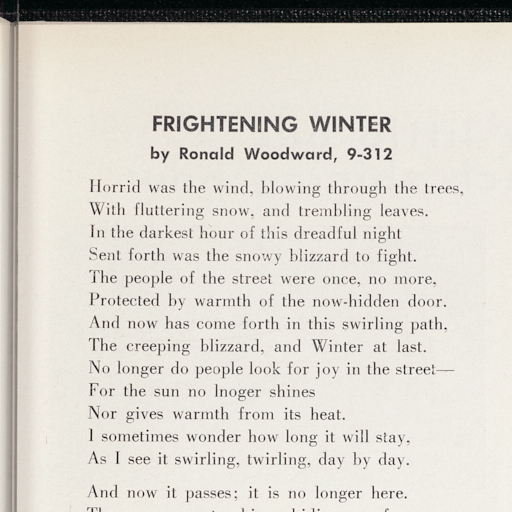 FRIGHTENING WINTER
by Ronald Woodward, 9-312
Horrid was the wind, blowing through the trees,
With fluttering snow, and trembling leaves.
In the darkest hour of this dreadful night
Sent forth was the snowy blizzard to fight.
The people of the street were once, no more,
Protected by warmth of the now-hidden door.
And now has come forth in this swirling path,
The creeping blizzard, and Winter at last.
No longer do people look for joy in the street—
For the sun no lnoger shines
Nor gives warmth from its heat.
I sometimes wonder how long it will stay,
As I see it swirling, twirling, day by day.
And now it passes; it is no longer here.